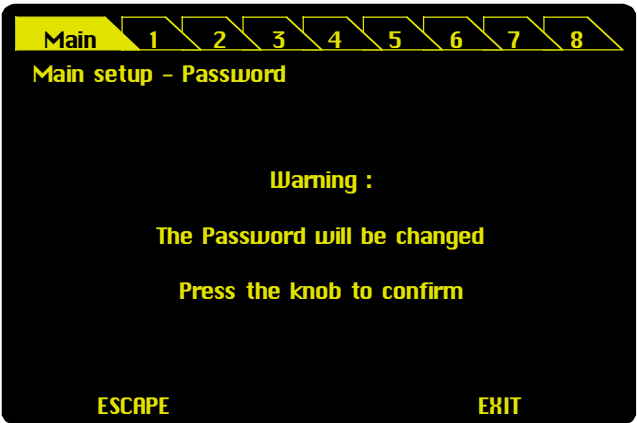 Main 1 2 3 4 5 6 7 8
Main setup - Password
Warning :
The Password will be changed
Press the knob to confirm
ESCAPE EXIT